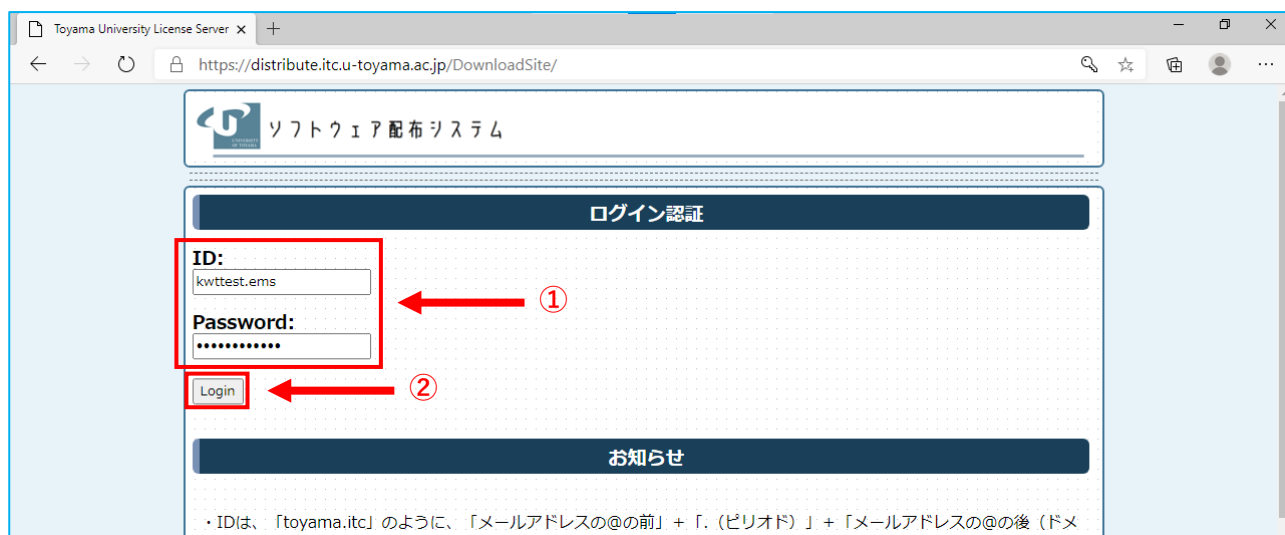 Toyama University License Server
https://distribute.itc.u-toyama.ac.jp/DownloadSite/
UNIVERSITY
OF TOYAMA
ソフトウェア配布システム
ログイン認証
ID:
kwttest.ems
①
Password:
••••••••••••
Login
②
お知らせ
・IDは、「toyama.itc」のように、「メールアドレスの@の前」+「.（ピリオド）」+「メールアドレスの@の後（ドメ